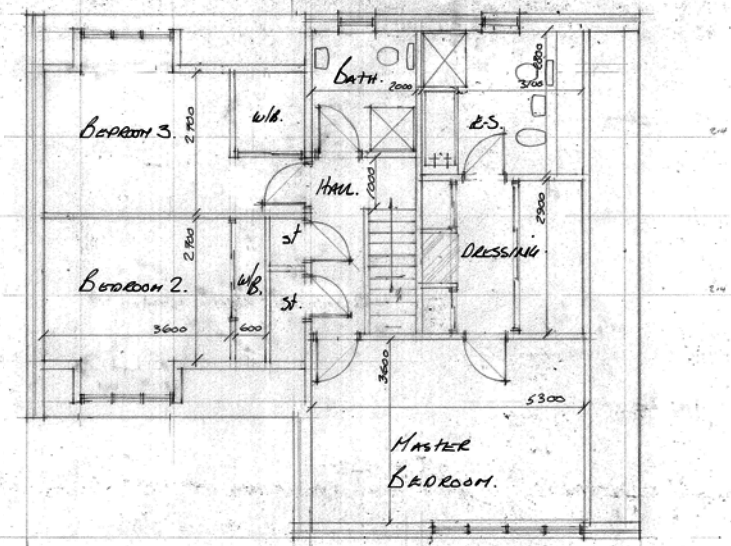 BATH.
2000
2800
3100
BEDROOM 3.
2900
W/R.
E-S.
HALL
1000
2900
St
DRESSING.
BEDROOM 2.
2900
W/B.
St.
3600
600
3600
5300
MASTER
BEDROOM.